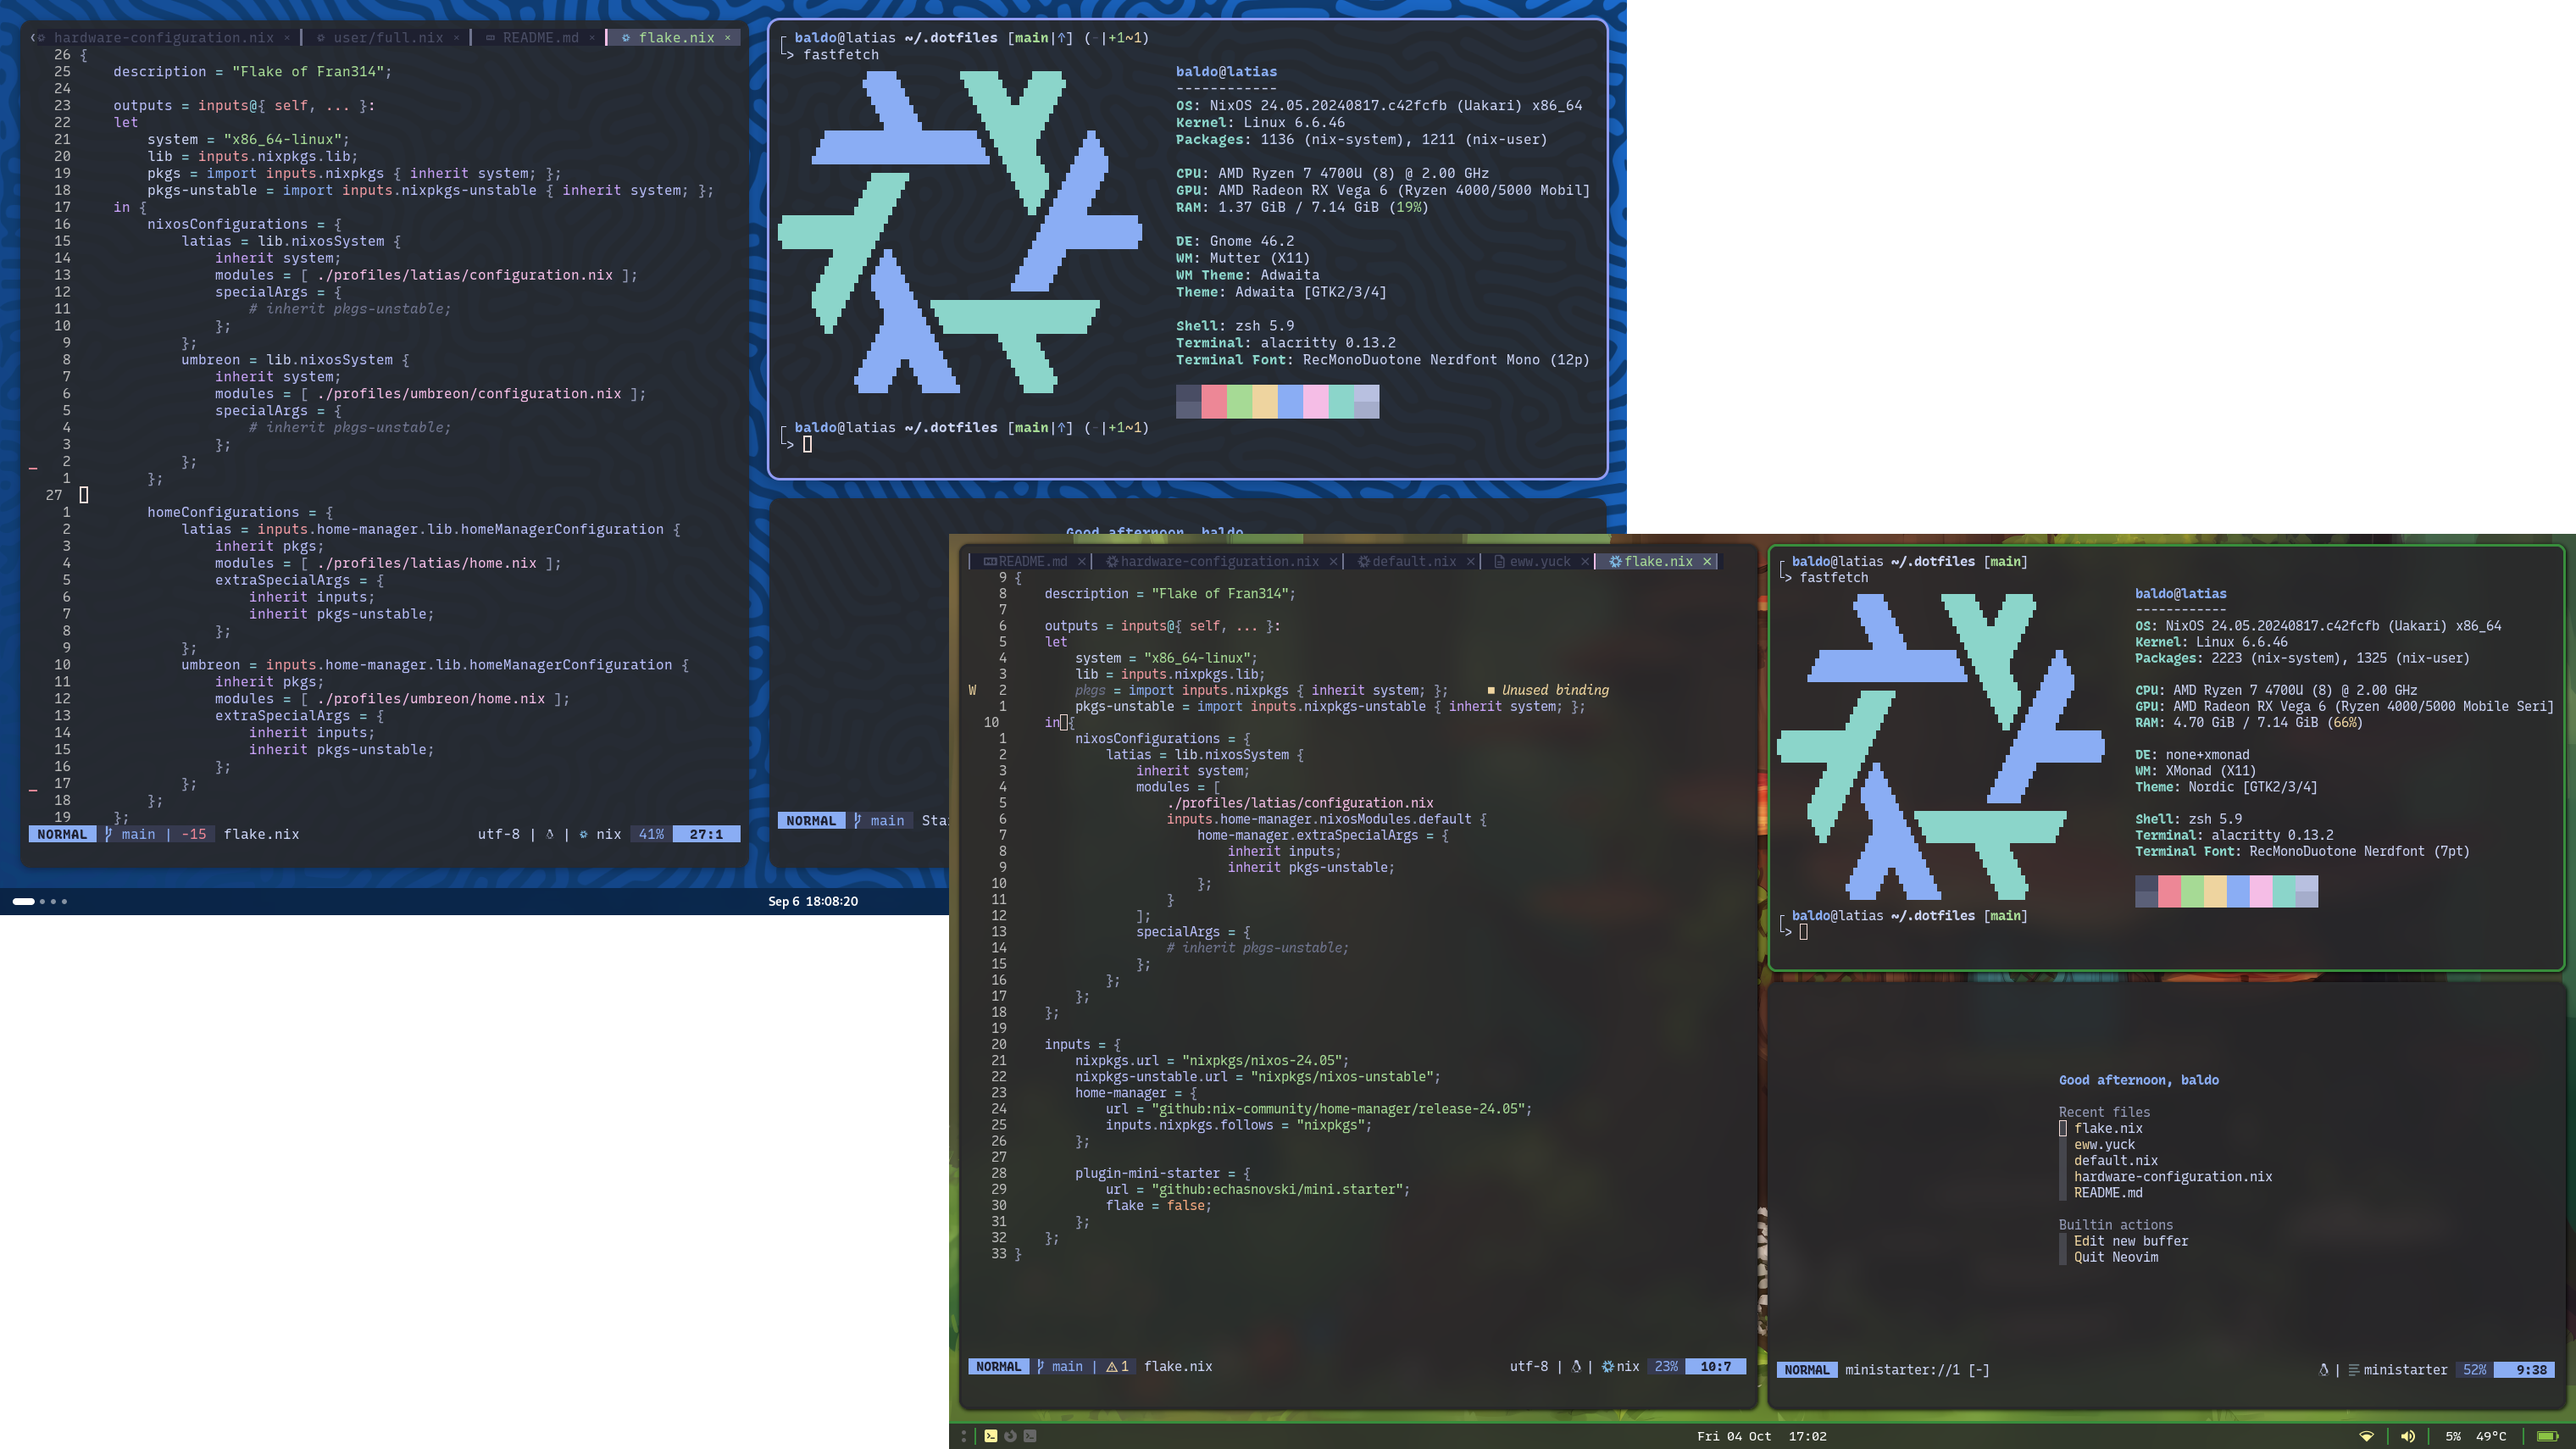 hardware-configuration.nix × user/full.nix × README.md × flake.nix ×
26 {
25 description = "Flake of Fran314";
24
23 outputs = inputs@{ self, ... }:
22 let
21 system = "x86_64-linux";
20 lib = inputs.nixpkgs.lib;
19 pkgs = import inputs.nixpkgs { inherit system; };
18 pkgs-unstable = import inputs.nixpkgs-unstable { inherit system; };
17 in {
16 nixosConfigurations = {
15 latias = lib.nixosSystem {
14 inherit system;
13 modules = [ ./profiles/latias/configuration.nix ];
12 specialArgs = {
11 # inherit pkgs-unstable;
10 };
9 };
8 umbreon = lib.nixosSystem {
7 inherit system;
6 modules = [ ./profiles/umbreon/configuration.nix ];
5 specialArgs = {
4 # inherit pkgs-unstable;
3 };
2 };
1 };
27
1 homeConfigurations = {
2 latias = inputs.home-manager.lib.homeManagerConfiguration {
3 inherit pkgs;
4 modules = [ ./profiles/latias/home.nix ];
5 extraSpecialArgs = {
6 inherit inputs;
7 inherit pkgs-unstable;
8 };
9 };
10 umbreon = inputs.home-manager.lib.homeManagerConfiguration {
11 inherit pkgs;
12 modules = [ ./profiles/umbreon/home.nix ];
13 extraSpecialArgs = {
14 inherit inputs;
15 inherit pkgs-unstable;
16 };
17 };
18 };
19 };
NORMAL main | -15 flake.nix utf-8 | | nix 41% 27:1
baldo@latias ~/.dotfiles [main|↑] (-|+1~1)
> fastfetch
baldo@latias
------------
OS: NixOS 24.05.20240817.c42fcfb (Uakari) x86_64
Kernel: Linux 6.6.46
Packages: 1136 (nix-system), 1211 (nix-user)
CPU: AMD Ryzen 7 4700U (8) @ 2.00 GHz
GPU: AMD Radeon RX Vega 6 (Ryzen 4000/5000 Mobil]
RAM: 1.37 GiB / 7.14 GiB (19%)
DE: Gnome 46.2
WM: Mutter (X11)
WM Theme: Adwaita
Theme: Adwaita [GTK2/3/4]
Shell: zsh 5.9
Terminal: alacritty 0.13.2
Terminal Font: RecMonoDuotone Nerdfont Mono (12p)
baldo@latias ~/.dotfiles [main|↑] (-|+1~1)
>
Good afternoon, baldo
NORMAL main Sta
Sep 6 18:08:20
README.md × hardware-configuration.nix × default.nix × eww.yuck × flake.nix ×
9 {
8 description = "Flake of Fran314";
7
6 outputs = inputs@{ self, ... }:
5 let
4 system = "x86_64-linux";
3 lib = inputs.nixpkgs.lib;
W 2 pkgs = import inputs.nixpkgs { inherit system; }; ■ Unused binding
1 pkgs-unstable = import inputs.nixpkgs-unstable { inherit system; };
10 in {
1 nixosConfigurations = {
2 latias = lib.nixosSystem {
3 inherit system;
4 modules = [
5 ./profiles/latias/configuration.nix
6 inputs.home-manager.nixosModules.default {
7 home-manager.extraSpecialArgs = {
8 inherit inputs;
9 inherit pkgs-unstable;
10 };
11 }
12 ];
13 specialArgs = {
14 # inherit pkgs-unstable;
15 };
16 };
17 };
18 };
19
20 inputs = {
21 nixpkgs.url = "nixpkgs/nixos-24.05";
22 nixpkgs-unstable.url = "nixpkgs/nixos-unstable";
23 home-manager = {
24 url = "github:nix-community/home-manager/release-24.05";
25 inputs.nixpkgs.follows = "nixpkgs";
26 };
27
28 plugin-mini-starter = {
29 url = "github:echasnovski/mini.starter";
30 flake = false;
31 };
32 };
33 }
NORMAL main | ⚠ 1 flake.nix utf-8 | | nix 23% 10:7
baldo@latias ~/.dotfiles [main]
> fastfetch
baldo@latias
------------
OS: NixOS 24.05.20240817.c42fcfb (Uakari) x86_64
Kernel: Linux 6.6.46
Packages: 2223 (nix-system), 1325 (nix-user)
CPU: AMD Ryzen 7 4700U (8) @ 2.00 GHz
GPU: AMD Radeon RX Vega 6 (Ryzen 4000/5000 Mobile Seri]
RAM: 4.70 GiB / 7.14 GiB (66%)
DE: none+xmonad
WM: XMonad (X11)
Theme: Nordic [GTK2/3/4]
Shell: zsh 5.9
Terminal: alacritty 0.13.2
Terminal Font: RecMonoDuotone Nerdfont (7pt)
baldo@latias ~/.dotfiles [main]
>
Good afternoon, baldo
Recent files
flake.nix
eww.yuck
default.nix
hardware-configuration.nix
README.md
Builtin actions
Edit new buffer
Quit Neovim
NORMAL ministarter://1 [-] | ministarter 52% 9:38
Fri 04 Oct 17:02 5% 49°C